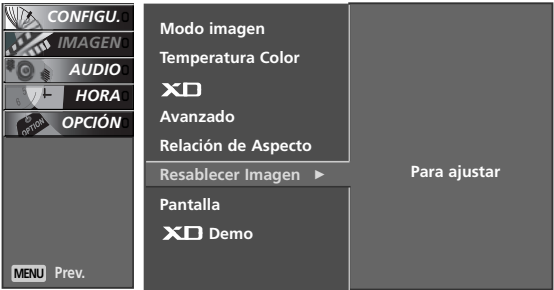 CONFIGU.
IMAGEN
AUDIO
HORA
OPCIÓN
MENU Prev.
Modo imagen
Temperatura Color
XD
Avanzado
Relación de Aspecto
Resablecer Imagen ►
Pantalla
XD Demo
Para ajustar